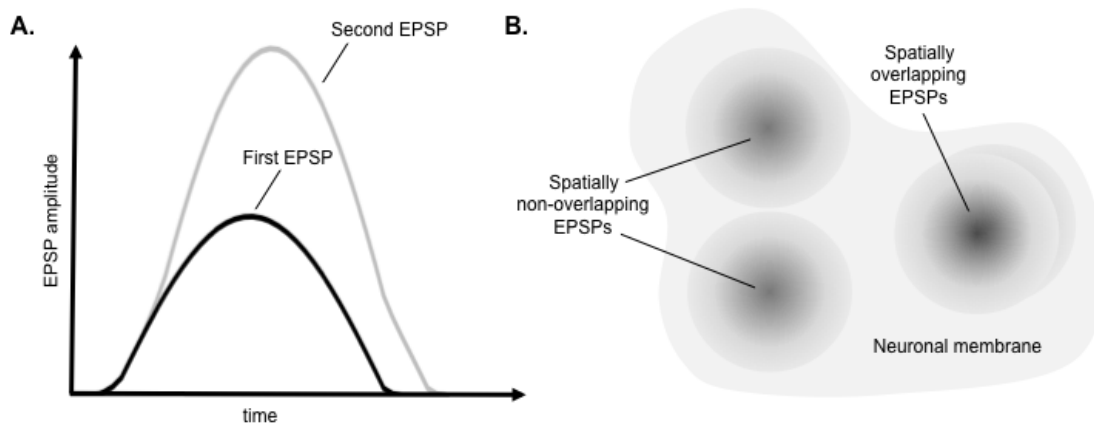 A.
Second EPSP
First EPSP
EPSP amplitude
time
B.
Spatially
overlapping
EPSPs
Spatially
non-overlapping
EPSPs
Neuronal membrane